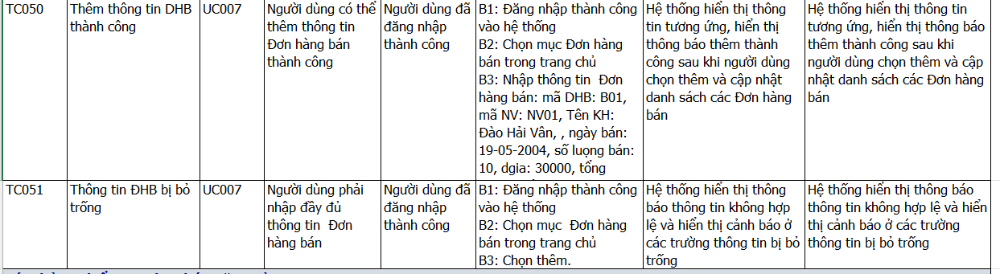 TC050
Thêm thông tin DHB
thành công
UC007
Người dùng có thể
thêm thông tin
Đơn hàng bán
thành công
Người dùng đã
đăng nhập
thành công
B1: Đăng nhập thành công
vào hệ thống
B2: Chọn mục Đơn hàng
bán trong trang chủ
B3: Nhập thông tin  Đơn
hàng bán: mã DHB: B01,
mã NV: NV01, Tên KH:
Đào Hải Vân, , ngày bán:
19-05-2004, số luọng bán:
10, dgia: 30000, tổng
Hệ thống hiển thị thông
tin tương ứng, hiển thị
thông báo thêm thành
công sau khi người dùng
chọn thêm và cập nhật
danh sách các Đơn hàng
bán
Hệ thống hiển thị thông tin
tương ứng, hiển thị thông báo
thêm thành công sau khi
người dùng chọn thêm và cập
nhật danh sách các Đơn hàng
bán
TC051
Thông tin ĐHB bị bỏ
trống
UC007
Người dùng phải
nhập đầy đủ
thông tin  Đơn
hàng bán
Người dùng đã
đăng nhập
thành công
B1: Đăng nhập thành công
vào hệ thống
B2: Chọn mục  Đơn hàng
bán trong trang chủ
B3: Chọn thêm.
Hệ thống hiển thị thông
báo thông tin không hợp
lệ và hiển thị cảnh báo ở
các trường thông tin bị bỏ
trống
Hệ thống hiển thị thông báo
thông tin không hợp lệ và hiển
thị cảnh báo ở các trường
thông tin bị bỏ trống